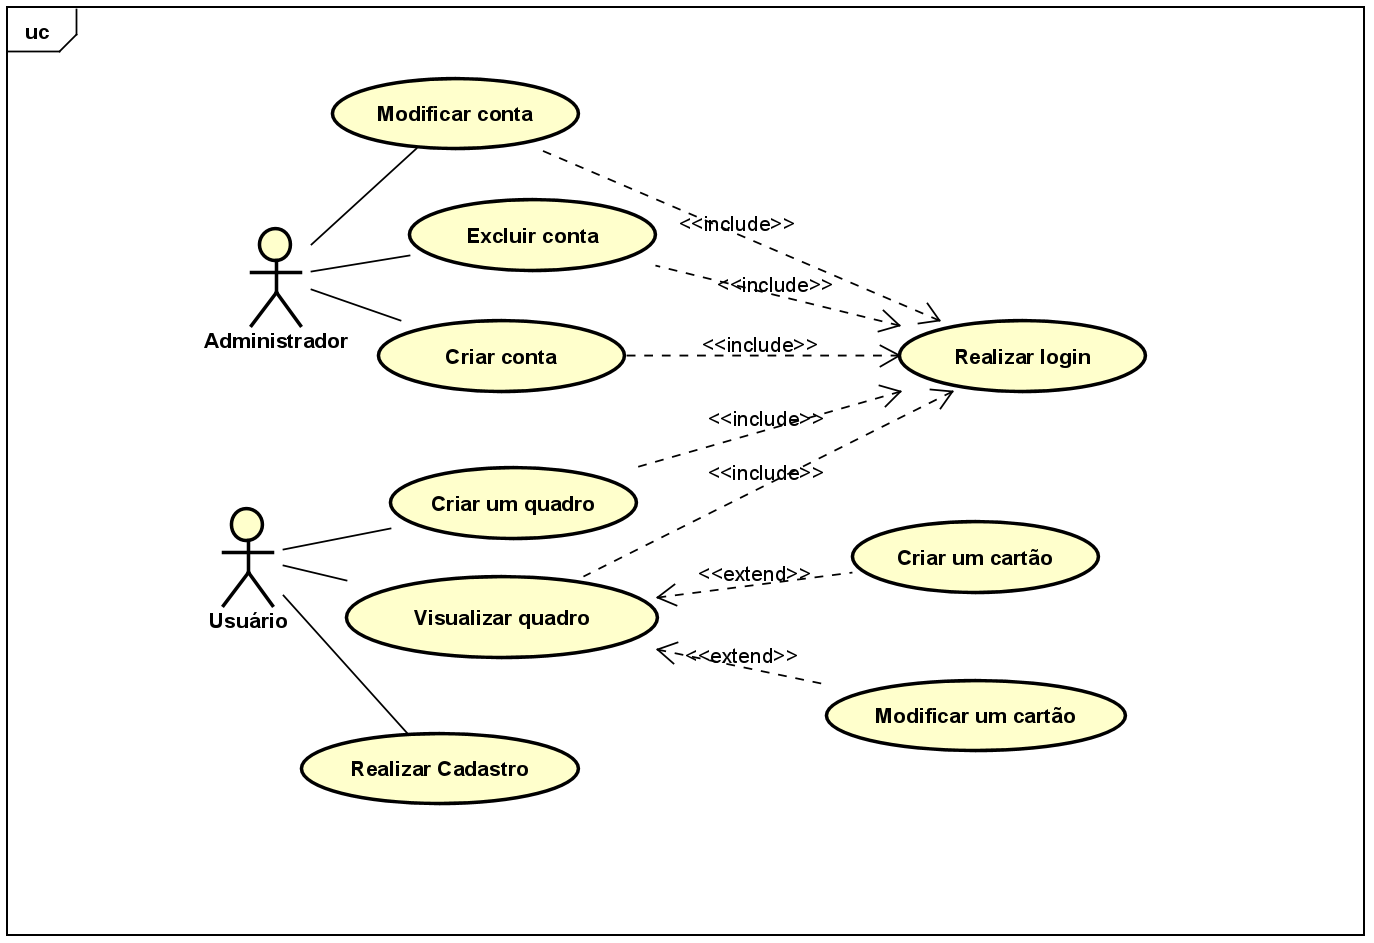 uc
Modificar conta
<<include>>
Excluir conta
<<include>>
Administrador
Criar conta
<<include>>
Realizar login
<<include>>
<<include>>
Criar um quadro
Usuário
Criar um cartão
<<extend>>
Visualizar quadro
<<extend>>
Modificar um cartão
Realizar Cadastro